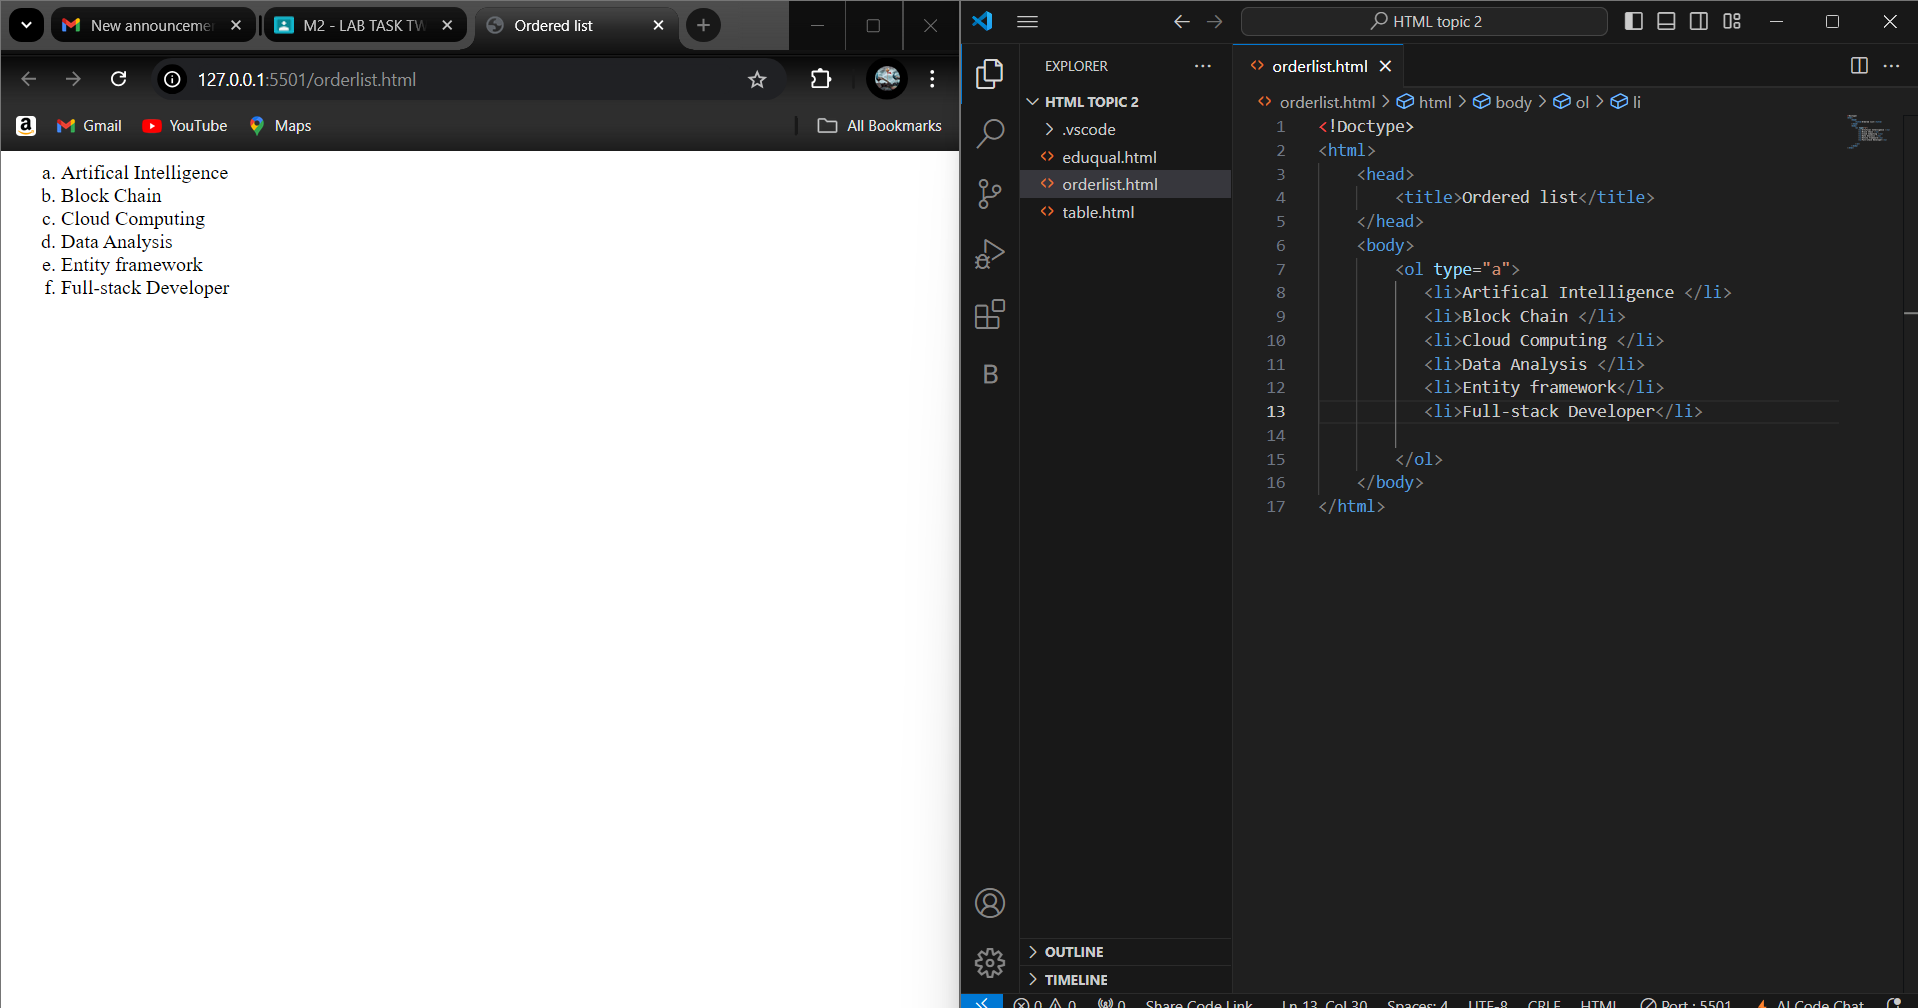 New announceme
M2 - LAB TASK TW
Ordered list
127.0.0.1:5501/orderlist.html
a
Gmail
YouTube
Maps
All Bookmarks
a. Artifical Intelligence
b. Block Chain
c. Cloud Computing
d. Data Analysis
e. Entity framework
f. Full-stack Developer
HTML topic 2
EXPLORER
HTML TOPIC 2
.vscode
eduqual.html
orderlist.html
table.html
B
OUTLINE
TIMELINE
orderlist.html
orderlist.html > html > body > ol > li
1 <!Doctype>
2 <html>
3 <head>
4 <title>Ordered list</title>
5 </head>
6 <body>
7 <ol type="a">
8 <li>Artifical Intelligence </li>
9 <li>Block Chain </li>
10 <li>Cloud Computing </li>
11 <li>Data Analysis </li>
12 <li>Entity framework</li>
13 <li>Full-stack Developer</li>
14
15 </ol>
16 </body>
17 </html>
0 0 0 Share Code Link Ln 13, Col 30 Spaces: 4 UTF-8 CRLF HTML Port : 5501 AI Code Chat